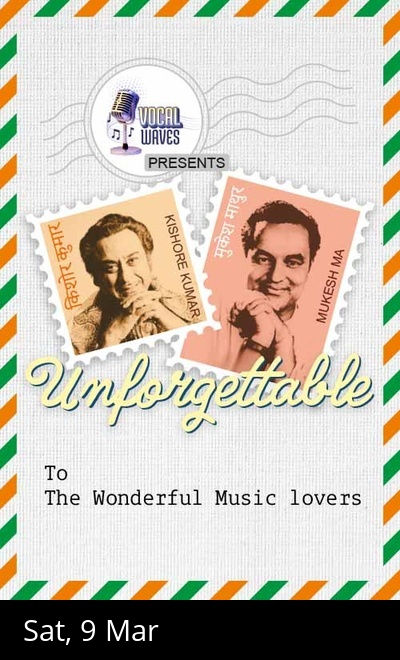 VOCAL
WAVES
PRESENTS
किशोर कुमार
KISHORE KUMAR
मुकेश माथुर
MUKESH MA
Unforgettable
To
The Wonderful Music lovers
Sat, 9 Mar